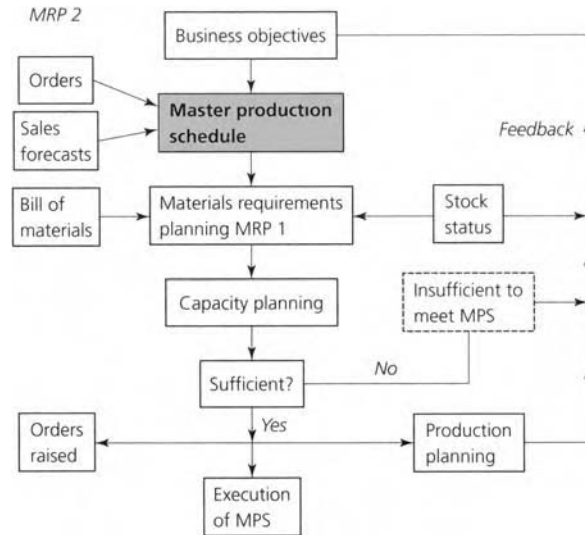 MRP 2
Business objectives
Orders
Master production
schedule
Sales
forecasts
Feedback
Bill of
materials
Materials requirements
planning MRP 1
Stock
status
Capacity planning
Insufficient to
meet MPS
Sufficient?
No
Yes
Orders
raised
Production
planning
Execution
of MPS